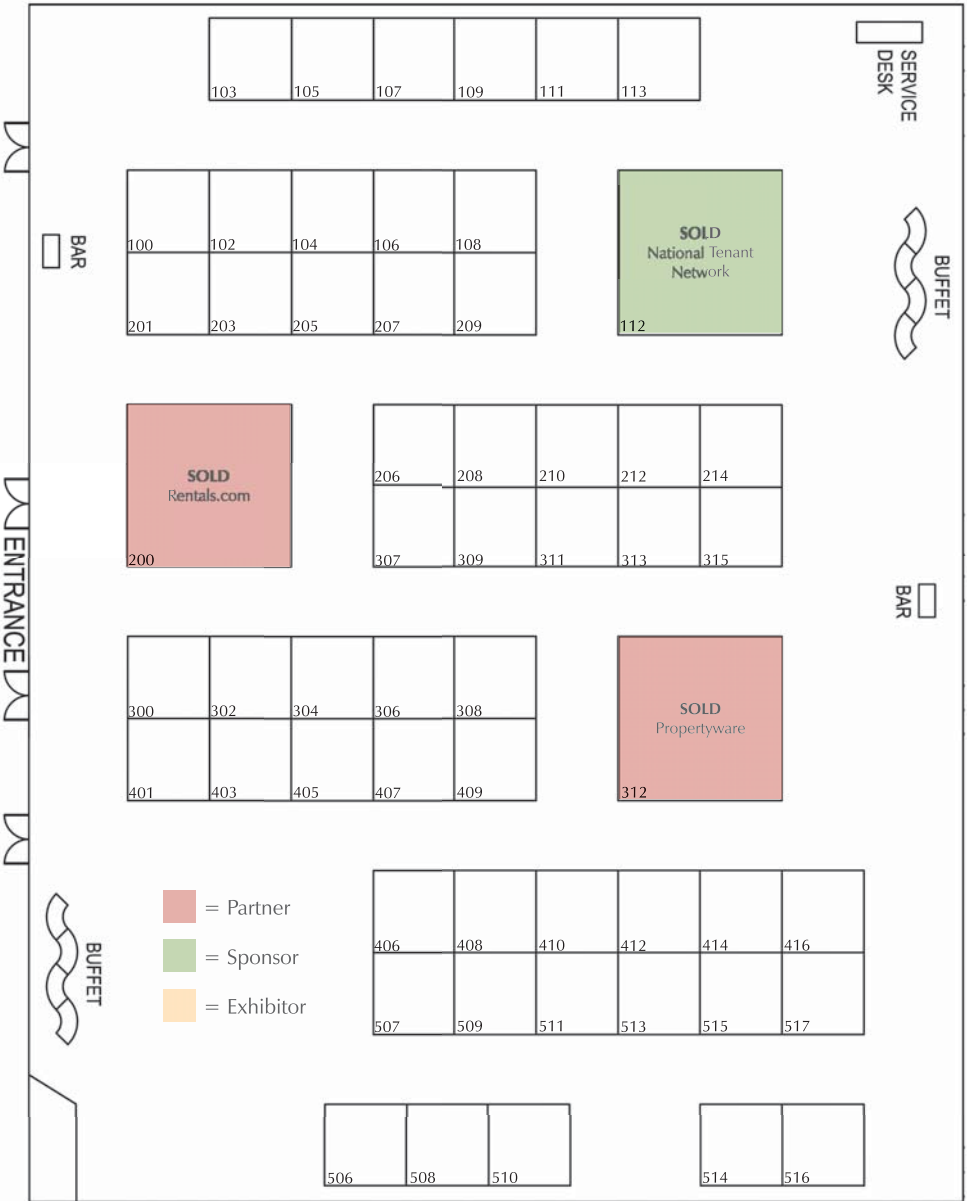 103 105 107 109 111 113
SERVICE
DESK
100 102 104 106 108
BAR
SOLD
National Tenant
Network
112
BUFFET
201 203 205 207 209
SOLD
Rentals.com
200
206 208 210 212 214
307 309 311 313 315
ENTRANCE
BAR
300 302 304 306 308
401 403 405 407 409
SOLD
Propertyware
312
= Partner
= Sponsor
= Exhibitor
BUFFET
406 408 410 412 414 416
507 509 511 513 515 517
506 508 510 514 516